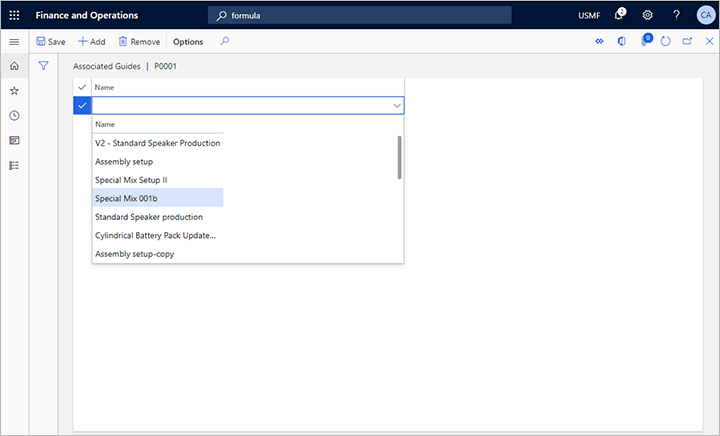 Finance and Operations formula USMF 2 ? CA
Save Add Remove Options 0
Associated Guides | P0001
Name
Name
V2 - Standard Speaker Production
Assembly setup
Special Mix Setup II
Special Mix 001b
Standard Speaker production
Cylindrical Battery Pack Update...
Assembly setup-copy